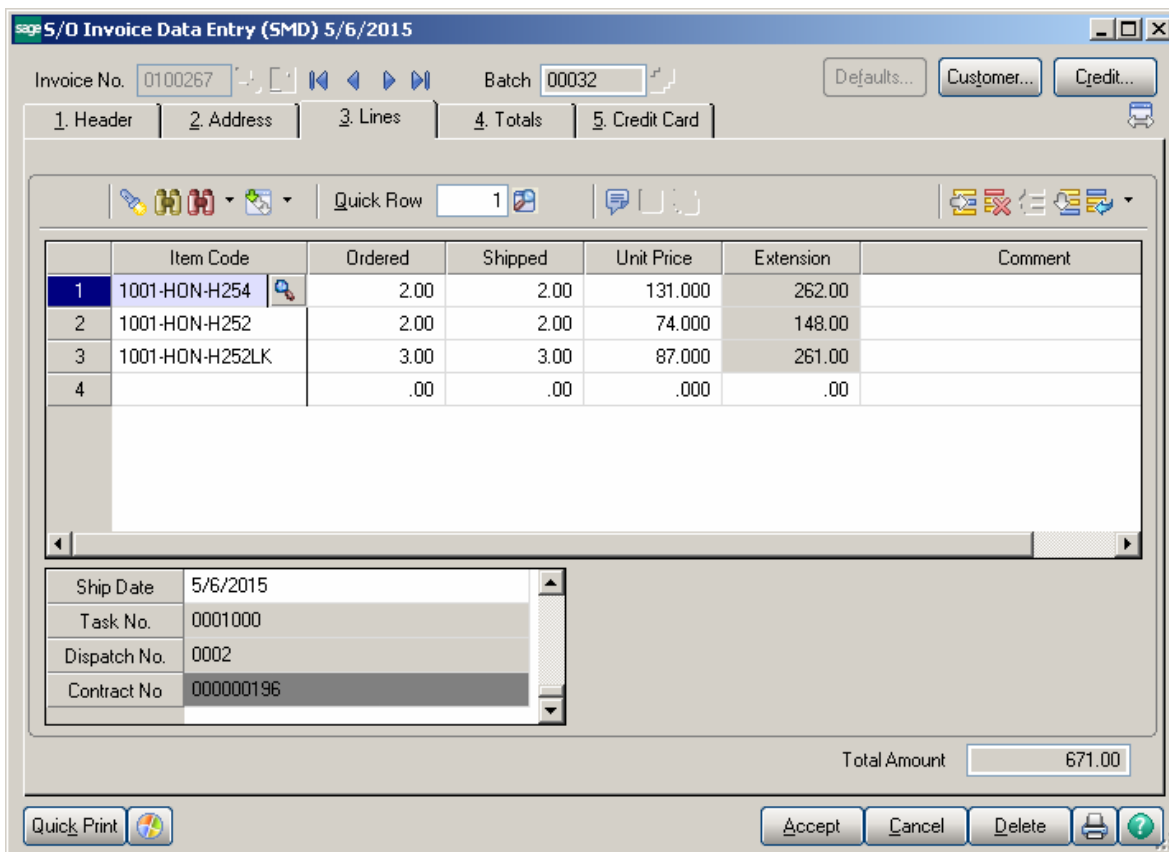 sage S/O Invoice Data Entry (SMD) 5/6/2015
Invoice No. 0100267 Batch 00032 Defaults... Customer... Credit...
1. Header 2. Address 3. Lines 4. Totals 5. Credit Card
Quick Row 1
Item Code Ordered Shipped Unit Price Extension Comment
1 1001-HON-H254 2.00 2.00 131.000 262.00
2 1001-HON-H252 2.00 2.00 74.000 148.00
3 1001-HON-H252LK 3.00 3.00 87.000 261.00
4 .00 .00 .000 .00
Ship Date 5/6/2015
Task No. 0001000
Dispatch No. 0002
Contract No 000000196
Total Amount 671.00
Quick Print Accept Cancel Delete ?